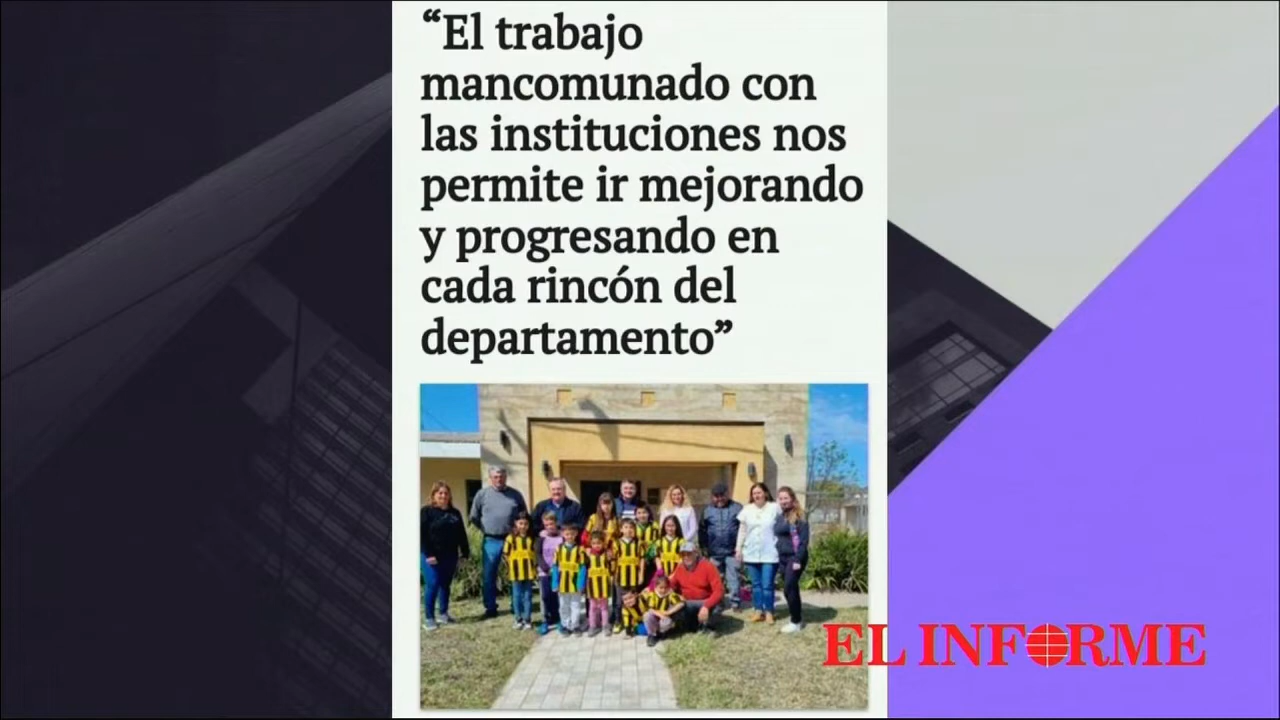 “El trabajo
mancomunado con
las instituciones nos
permite ir mejorando
y progresando en
cada rincón del
departamento”
EL INFORME